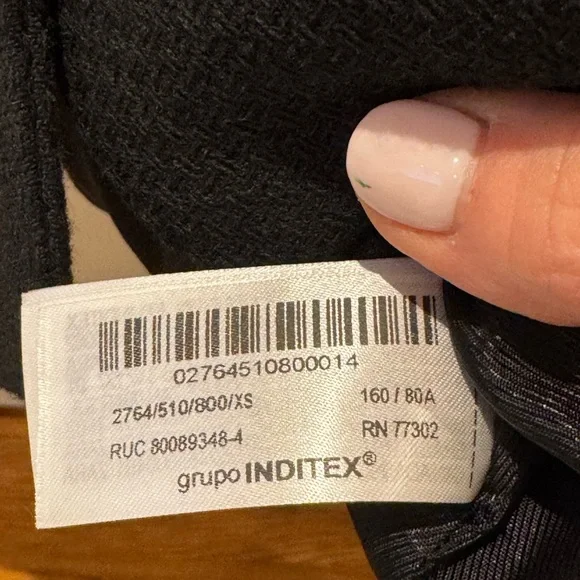 02764510800014
2764/510/800/XS 160 / 80A
RUC 80089348-4 RN 77302
grupo INDITEX®